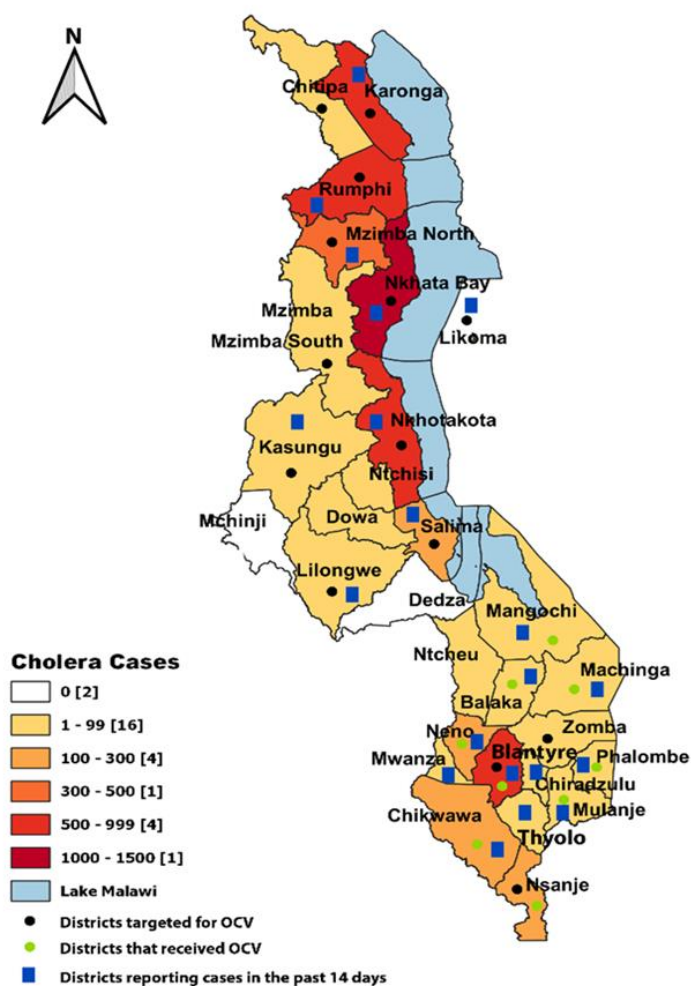 N
Chitipa
Karonga
Rumphi
Mzimba North
Nkhata Bay
Mzimba
Likoma
Mzimba South
Nkhotakota
Kasungu
Ntchisi
Mchinji
Dowa
Salima
Lilongwe
Dedza
Mangochi
Ntcheu
Machinga
Balaka
Zomba
Neno
Blantyre
Phalombe
Mwanza
Chiradzulu
Chikwawa
Mulanje
Thyolo
Nsanje
Cholera Cases
0 [2]
1 - 99 [16]
100 - 300 [4]
300 - 500 [1]
500 - 999 [4]
1000 - 1500 [1]
Lake Malawi
Districts targeted for OCV
Districts that received OCV
Districts reporting cases in the past 14 days